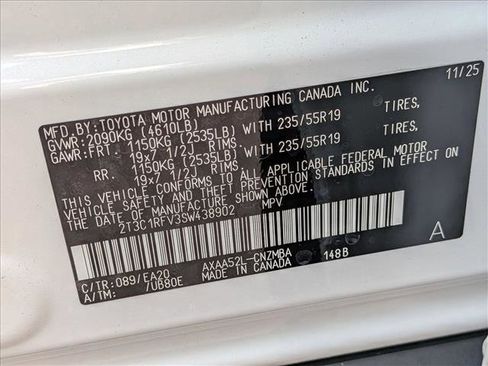 MFD.BY:TOYOTA MOTOR MANUFACTURING CANADA INC. 11/25
GVWR:2090KG (4610LB)
GAWR:FRT. 1150KG (2535LB) WITH 235/55R19 TIRES,
19x7 1/2J RIMS,
RR. 1150KG (2535LB) WITH 235/55R19 TIRES,
19x7 1/2J RIMS,
THIS VEHICLE CONFORMS TO ALL APPLICABLE FEDERAL MOTOR
VEHICLE SAFETY AND THEFT PREVENTION STANDARDS IN EFFECT ON
THE DATE OF MANUFACTURE SHOWN ABOVE.
2T3C1RFV3SW438902 MPV
C/TR:089/EA20 AXAA52L-CNZMBA 148B A
A/TM: /UB80E MADE IN CANADA